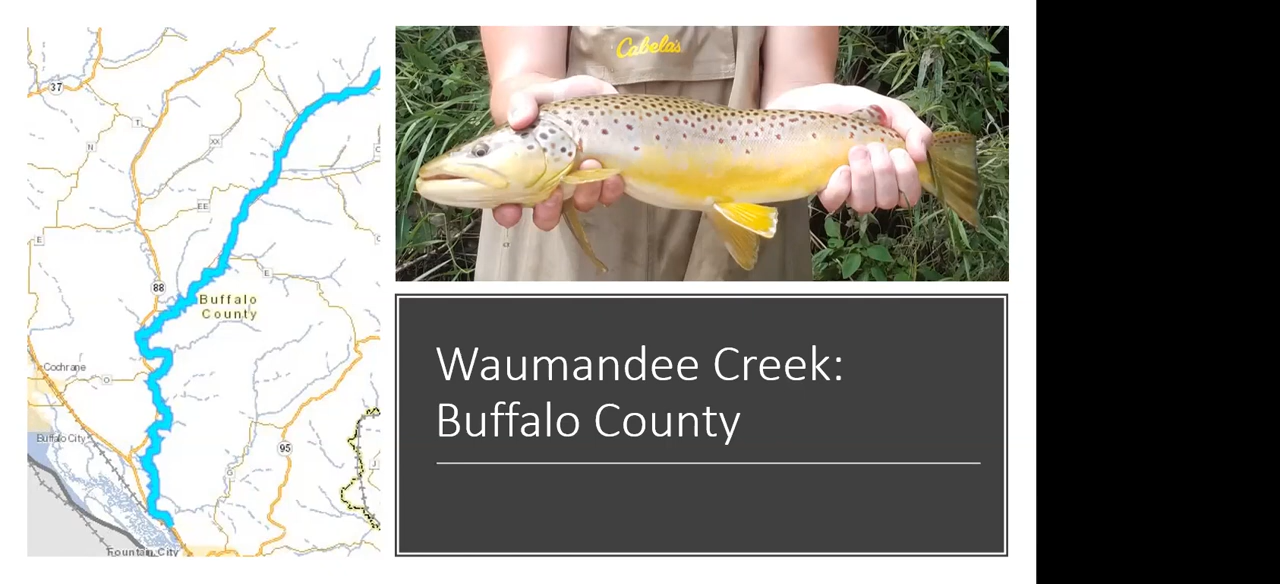 37
T
N
XX
C
EE
E
C
E
88
Buffalo
County
Cochrane
O
Buffalo City
95
G
J
Fountain City
Cabela's
Waumandee Creek:
Buffalo County